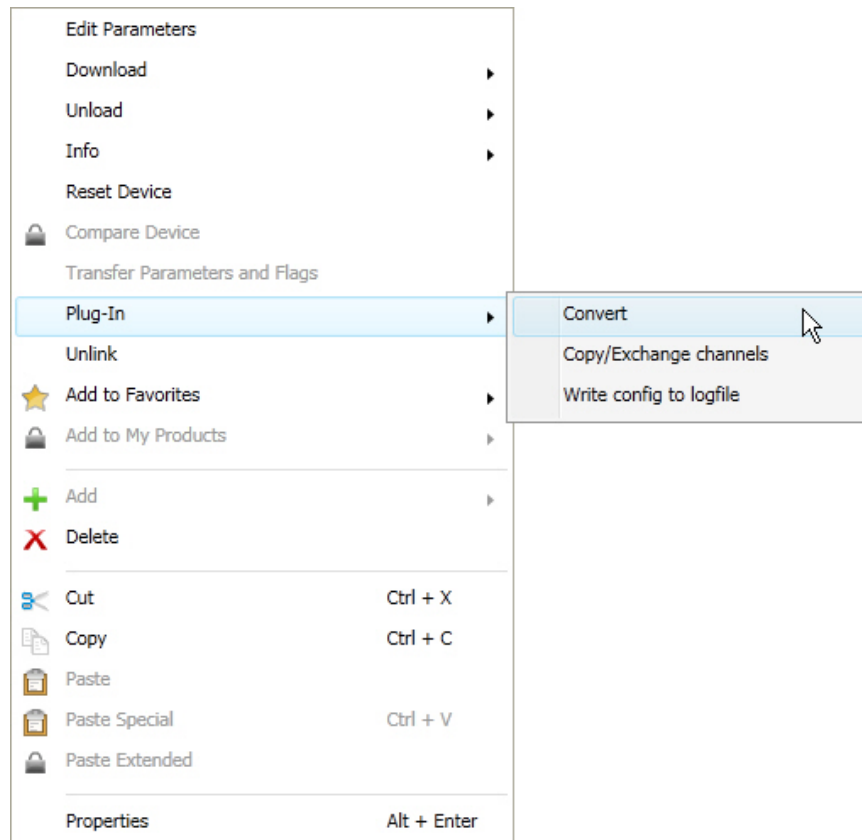 Edit Parameters
Download
Unload
Info
Reset Device
Compare Device
Transfer Parameters and Flags
Plug-In
Convert
Unlink
Copy/Exchange channels
Add to Favorites
Write config to logfile
Add to My Products
Add
Delete
Cut Ctrl + X
Copy Ctrl + C
Paste
Paste Special Ctrl + V
Paste Extended
Properties Alt + Enter